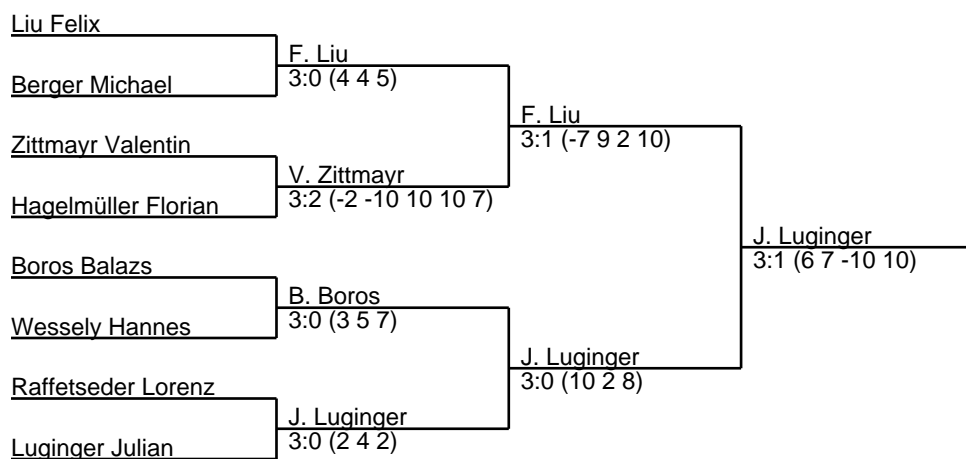 Liu Felix
F. Liu
3:0 (4 4 5)
Berger Michael
F. Liu
3:1 (-7 9 2 10)
Zittmayr Valentin
V. Zittmayr
3:2 (-2 -10 10 10 7)
Hagelmüller Florian
J. Luginger
3:1 (6 7 -10 10)
Boros Balazs
B. Boros
3:0 (3 5 7)
Wessely Hannes
J. Luginger
3:0 (10 2 8)
Raffetseder Lorenz
J. Luginger
3:0 (2 4 2)
Luginger Julian